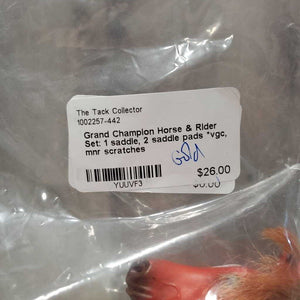 The Tack Collector
1002257-442
Grand Champion Horse & Rider
Set: 1 saddle, 2 saddle pads *vgc,
mnr scratches
Gold
$26.00
YUUVF3